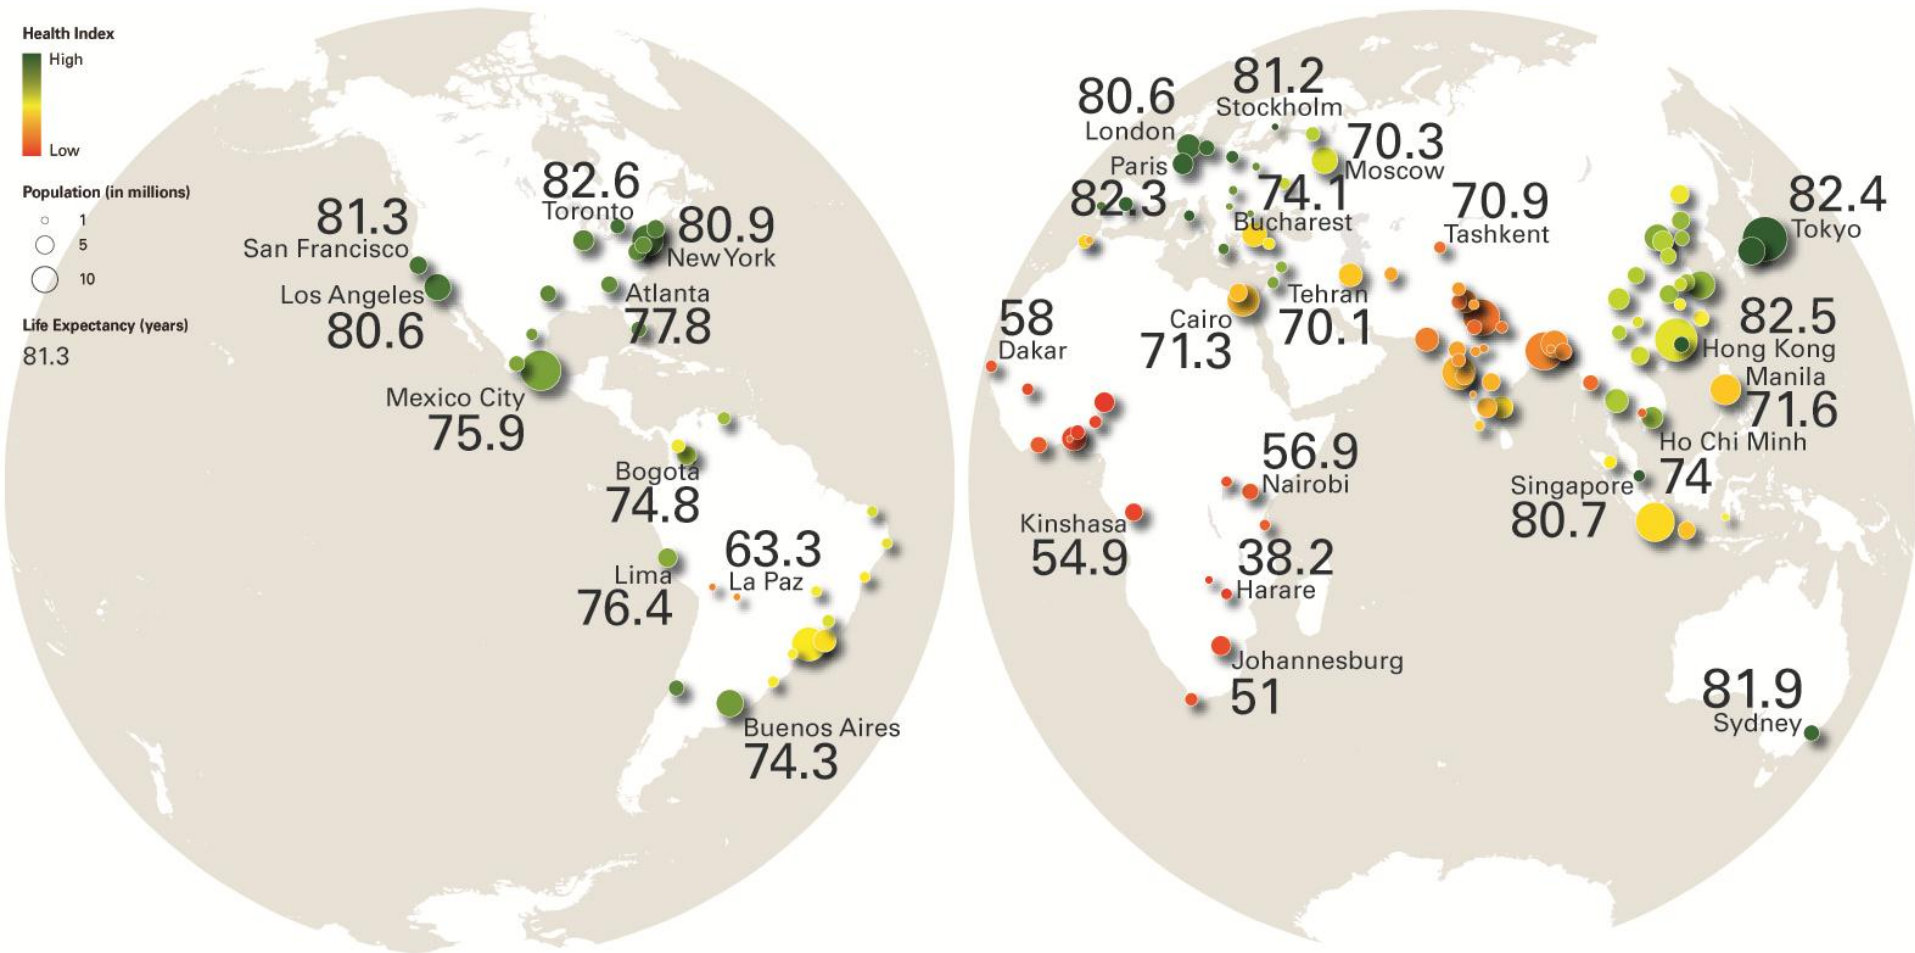 Health Index
High
Low
Population (in millions)
1
5
10
Life Expectancy (years)
81.3
81.3
San Francisco
Los Angeles
80.6
82.6
Toronto
80.9
New York
Atlanta
77.8
Mexico City
75.9
Bogotá
74.8
63.3
La Paz
Lima
76.4
Buenos Aires
74.3
80.6
London
Paris
82.3
81.2
Stockholm
70.3
Moscow
74.1
Bucharest
70.9
Tashkent
82.4
Tokyo
58
Dakar
Cairo
71.3
Tehran
70.1
82.5
Hong Kong
Manila
71.6
Ho Chi Minh
74
Singapore
80.7
56.9
Nairobi
Kinshasa
54.9
38.2
Harare
Johannesburg
51
81.9
Sydney